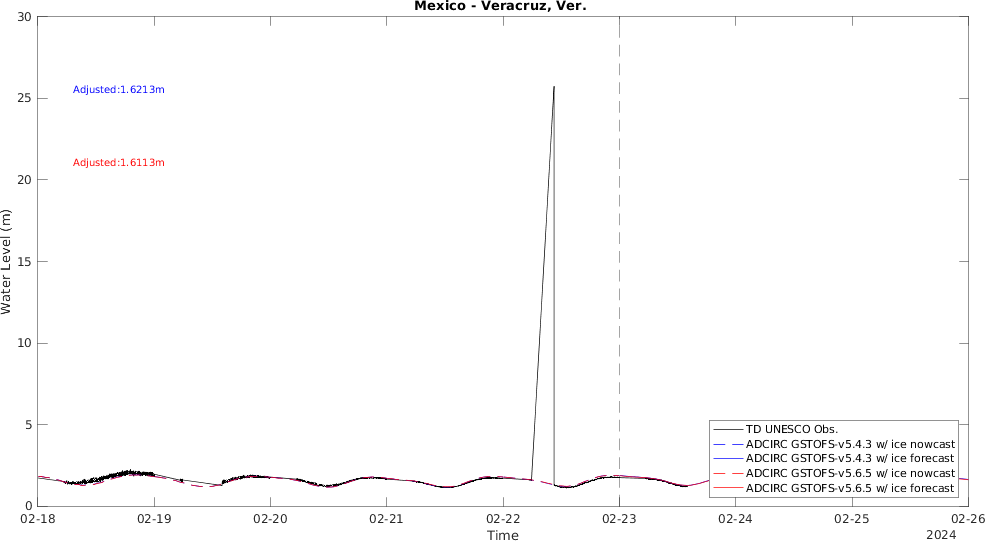 Mexico - Veracruz, Ver.
30
25
20
15
10
5
0
Water Level (m)
Adjusted:1.6213m
Adjusted:1.6113m
TD UNESCO Obs.
ADCIRC GSTOFS-v5.4.3 w/ ice nowcast
ADCIRC GSTOFS-v5.4.3 w/ ice forecast
ADCIRC GSTOFS-v5.6.5 w/ ice nowcast
ADCIRC GSTOFS-v5.6.5 w/ ice forecast
02-18 02-19 02-20 02-21 02-22 02-23 02-24 02-25 02-26
Time
2024